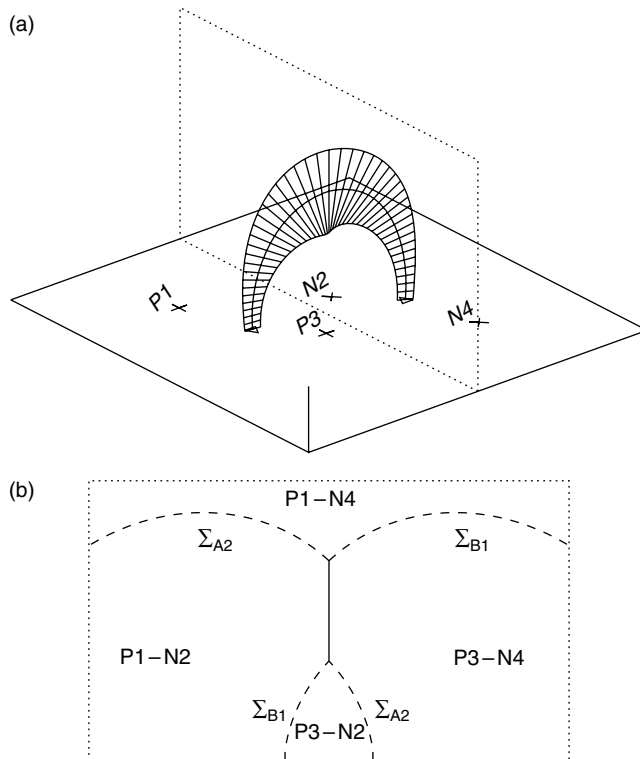 (a)
P1
N2
P3
N4
(b)
P1–N4
ΣA2
ΣB1
P1–N2
P3–N4
ΣB1
ΣA2
P3–N2